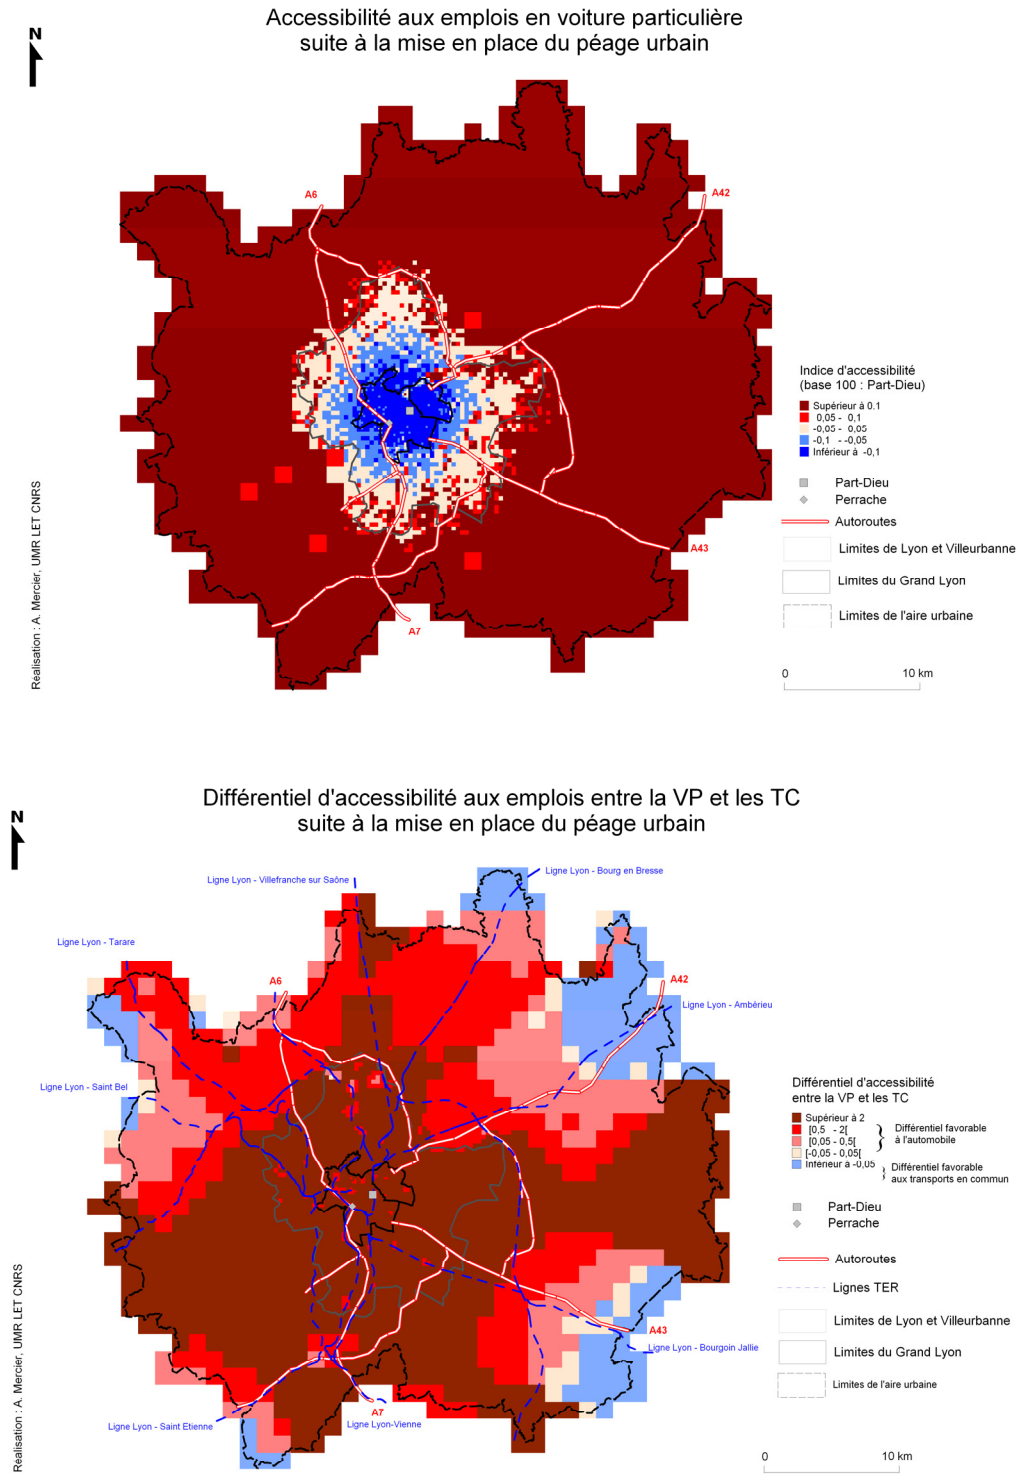 Accessibilité aux emplois en voiture particulière
suite à la mise en place du péage urbain
N
A6
A42
A43
A7
Indice d'accessibilité
(base 100 : Part-Dieu)
Supérieur à 0.1
0,05 - 0,1
-0,05 - 0,05
-0,1 - -0,05
Inférieur à -0,1
Part-Dieu
Perrache
Autoroutes
Limites de Lyon et Villeurbanne
Limites du Grand Lyon
Limites de l'aire urbaine
0 10 km
Réalisation : A. Mercier, UMR LET CNRS
Différentiel d'accessibilité aux emplois entre la VP et les TC
suite à la mise en place du péage urbain
N
Ligne Lyon - Villefranche sur Saône
Ligne Lyon - Bourg en Bresse
Ligne Lyon - Tarare
A6
A42
Ligne Lyon - Ambérieu
Ligne Lyon - Saint Bel
A43
Ligne Lyon - Bourgoin Jallie
A7
Ligne Lyon - Saint Etienne
Ligne Lyon-Vienne
Différentiel d'accessibilité
entre la VP et les TC
Supérieur à 2
[0,5 - 2[
[0,05 - 0,5[
[-0,05 - 0,05[
Inférieur à -0,05
Différentiel favorable
à l'automobile
Différentiel favorable
aux transports en commun
Part-Dieu
Perrache
Autoroutes
Lignes TER
Limites de Lyon et Villeurbanne
Limites du Grand Lyon
Limites de l'aire urbaine
0 10 km
Réalisation : A. Mercier, UMR LET CNRS